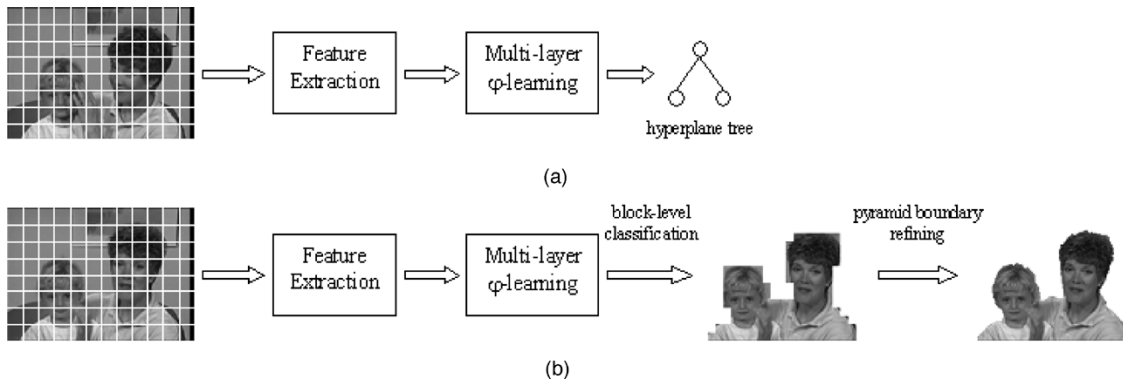 Feature
Extraction
Multi-layer
φ-learning
hyperplane tree
(a)
block-level
classification
pyramid boundary
refining
Feature
Extraction
Multi-layer
φ-learning
(b)